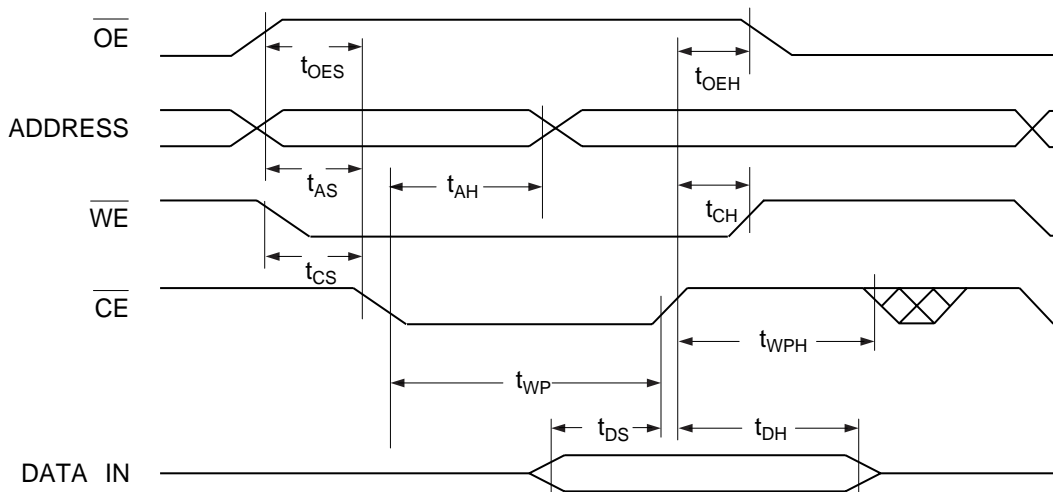 OE
tOES
tOEH
ADDRESS
tAS
tAH
WE
tCH
tCS
CE
tWPH
tWP
tDS
tDH
DATA IN